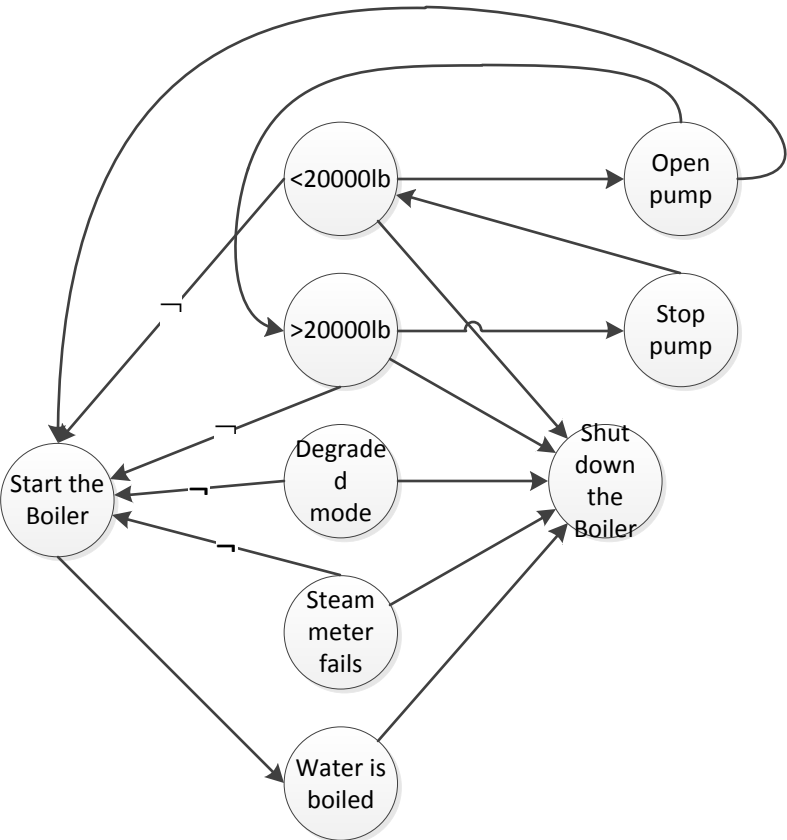 <20000lb
Open
pump
¬
>20000lb
Stop
pump
¬
Start the
Boiler
¬
Degrade
d
mode
Shut
down
the
Boiler
¬
Steam
meter
fails
Water is
boiled